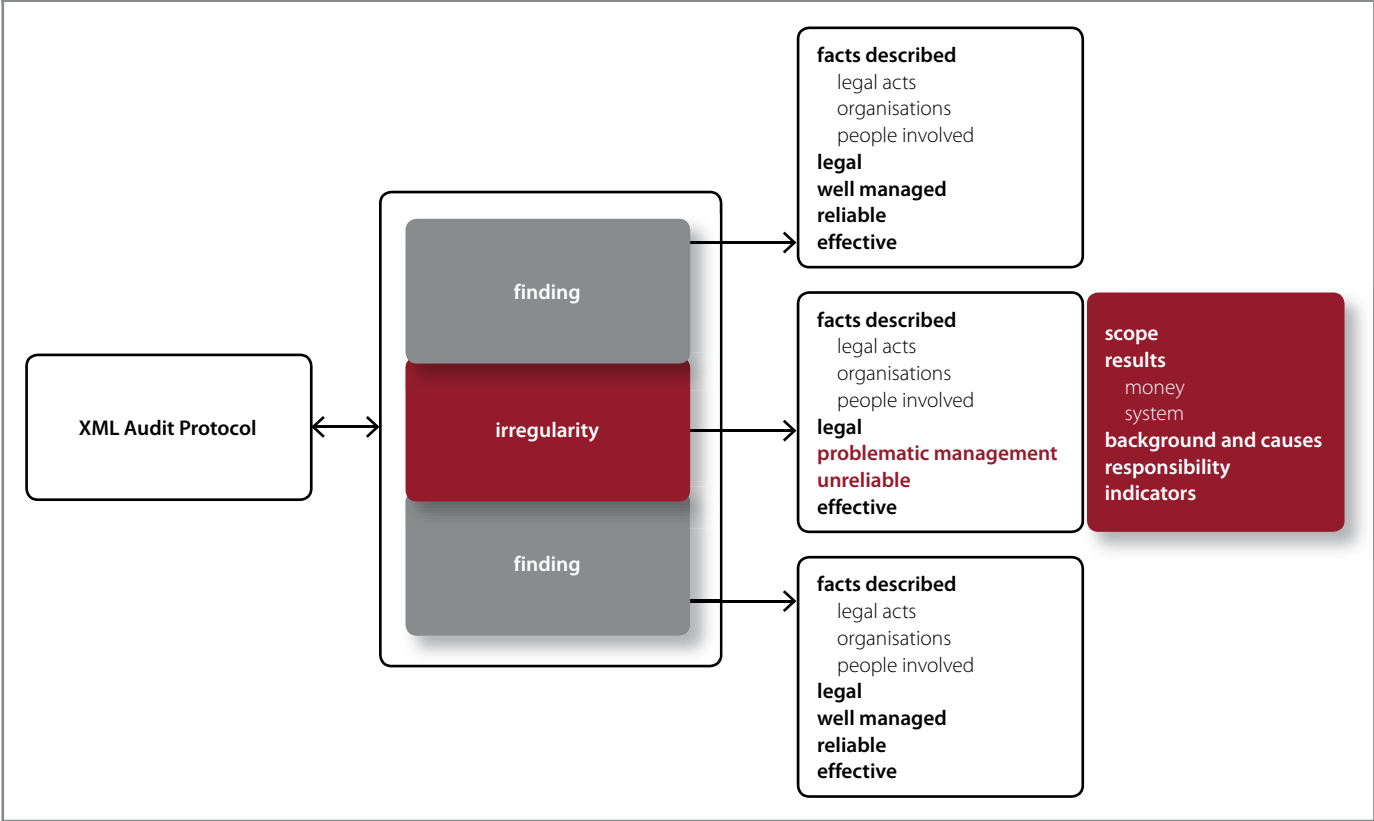 XML Audit Protocol
finding
irregularity
finding
facts described
legal acts
organisations
people involved
legal
well managed
reliable
effective
facts described
legal acts
organisations
people involved
legal
problematic management
unreliable
effective
scope
results
money
system
background and causes
responsibility
indicators
facts described
legal acts
organisations
people involved
legal
well managed
reliable
effective